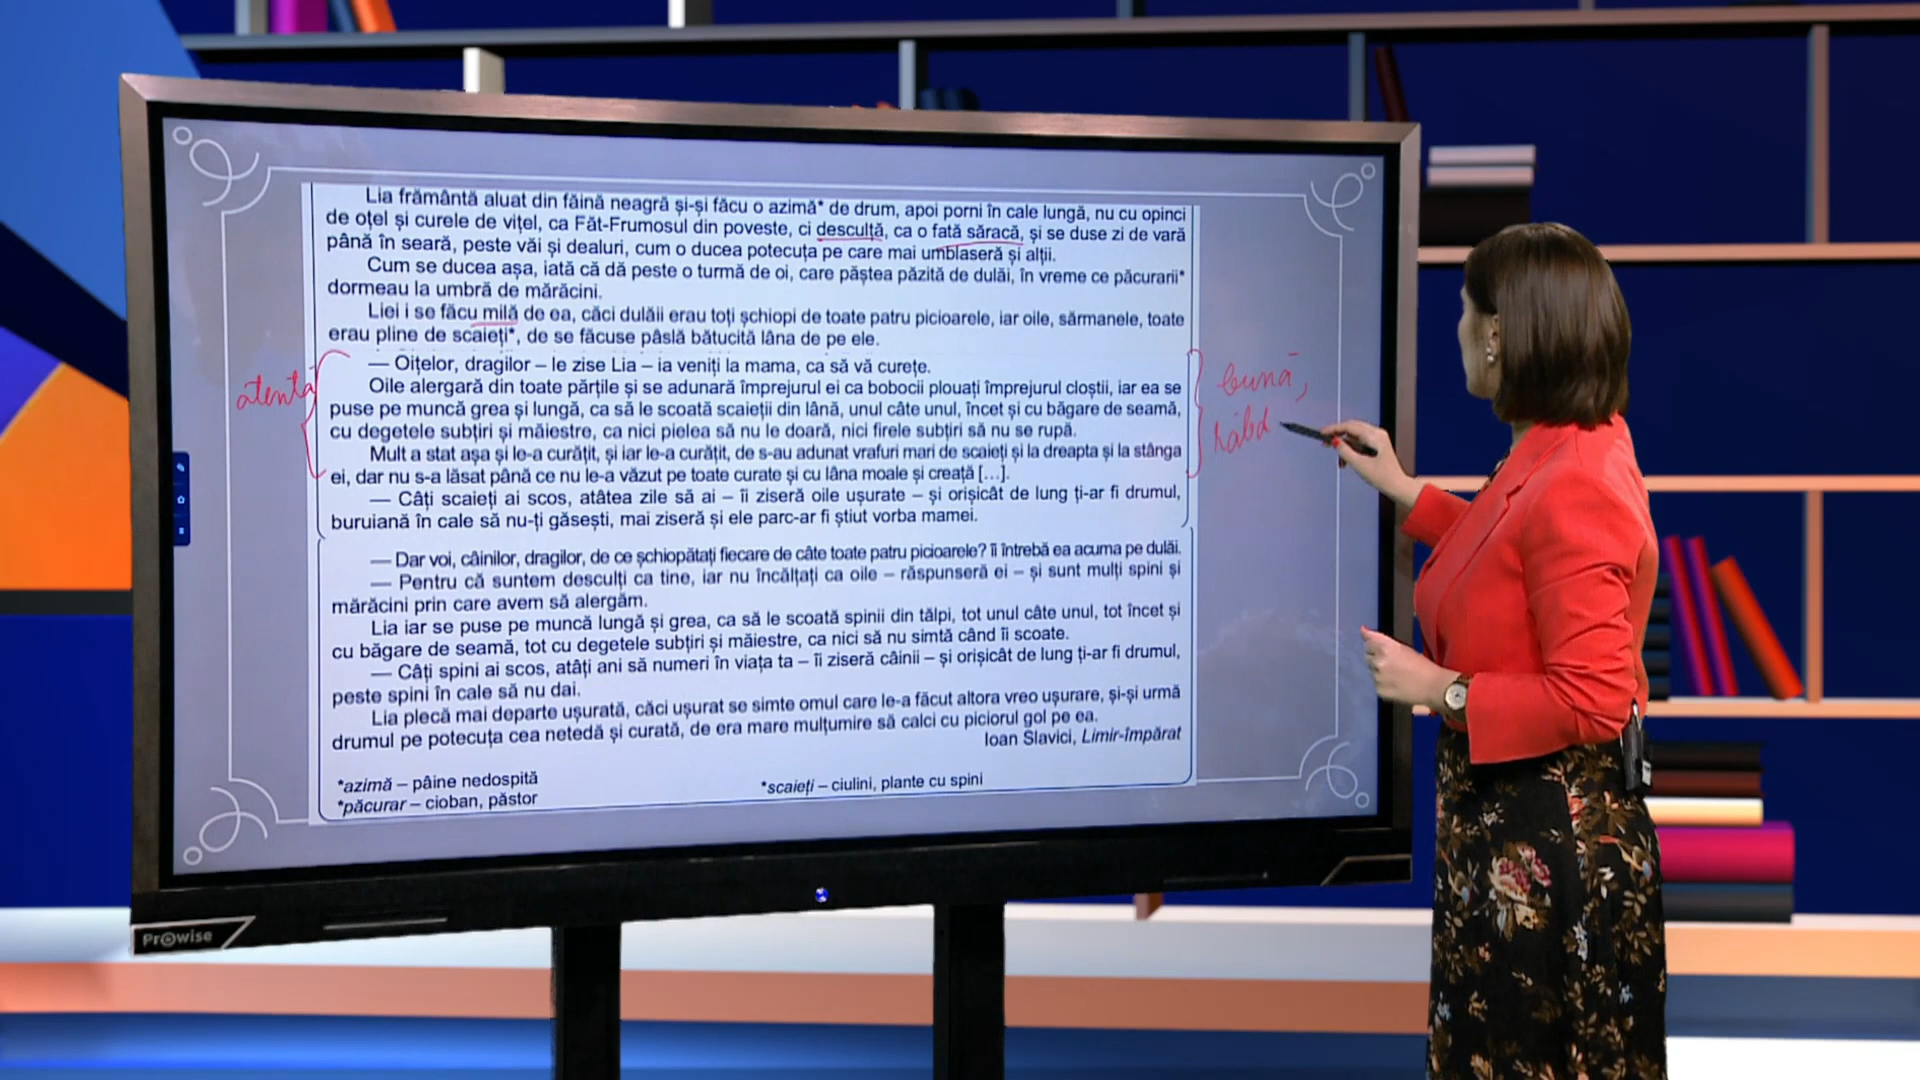 Lia frământă aluat din făină neagră și-și făcu o azimă* de drum, apoi porni în cale lungă, nu cu opinci
de oțel și curele de vițel, ca Făt-Frumosul din poveste, ci desculță, ca o fată săracă, și se duse zi de vară
până în seară, peste văi și dealuri, cum o ducea potecuța pe care mai umblaseră și alții.
Cum se ducea așa, iată că dă peste o turmă de oi, care păștea păzită de dulăi, în vreme ce păcurarii*
dormeau la umbră de mărăcini.
Liei i se făcu milă de ea, căci dulăii erau toți șchiopi de toate patru picioarele, iar oile, sărmanele, toate
erau pline de scaieți*, de se făcuse pâslă bătucită lâna de pe ele.
— Oițelor, dragilor – le zise Lia – ia veniți la mama, ca să vă curețe.
Oile alergară din toate părțile și se adunară împrejurul ei ca bobocii plouați împrejurul cloștii, iar ea se
puse pe muncă grea și lungă, ca să le scoată scaieții din lână, unul câte unul, încet și cu băgare de seamă,
cu degetele subțiri și măiestre, ca nici pielea să nu le doară, nici firele subțiri să nu se rupă.
Mult a stat așa și le-a curățit, și iar le-a curățit, de s-au adunat vrafuri mari de scaieți și la dreapta și la stânga
ei, dar nu s-a lăsat până ce nu le-a văzut pe toate curate și cu lâna moale și creață [...].
— Câți scaieți ai scos, atâtea zile să ai – îi ziseră oile ușurate – și orișicât de lung ți-ar fi drumul,
buruiană în cale să nu-ți găsești, mai ziseră și ele parc-ar fi știut vorba mamei.
— Dar voi, câinilor, dragilor, de ce șchiopătați fiecare de câte toate patru picioarele? îi întrebă ea acuma pe dulăi.
— Pentru că suntem desculți ca tine, iar nu încălțați ca oile – răspunseră ei – și sunt mulți spini și
mărăcini prin care avem să alergăm.
Lia iar se puse pe muncă lungă și grea, ca să le scoată spinii din tălpi, tot unul câte unul, tot încet și
cu băgare de seamă, tot cu degetele subțiri și măiestre, ca nici să nu simtă când îi scoate.
— Câți spini ai scos, atâți ani să numeri în viața ta – îi ziseră câinii – și orișicât de lung ți-ar fi drumul,
peste spini în cale să nu dai.
Lia plecă mai departe ușurată, căci ușurat se simte omul care le-a făcut altora vreo ușurare, și-și urmă
drumul pe potecuța cea netedă și curată, de era mare mulțumire să calci cu piciorul gol pe ea.
Ioan Slavici, Limir-împărat
*azimă – pâine nedospită
*păcurar – cioban, păstor
*scaieți – ciulini, plante cu spini
atentă
bună,
răbd
Prowise